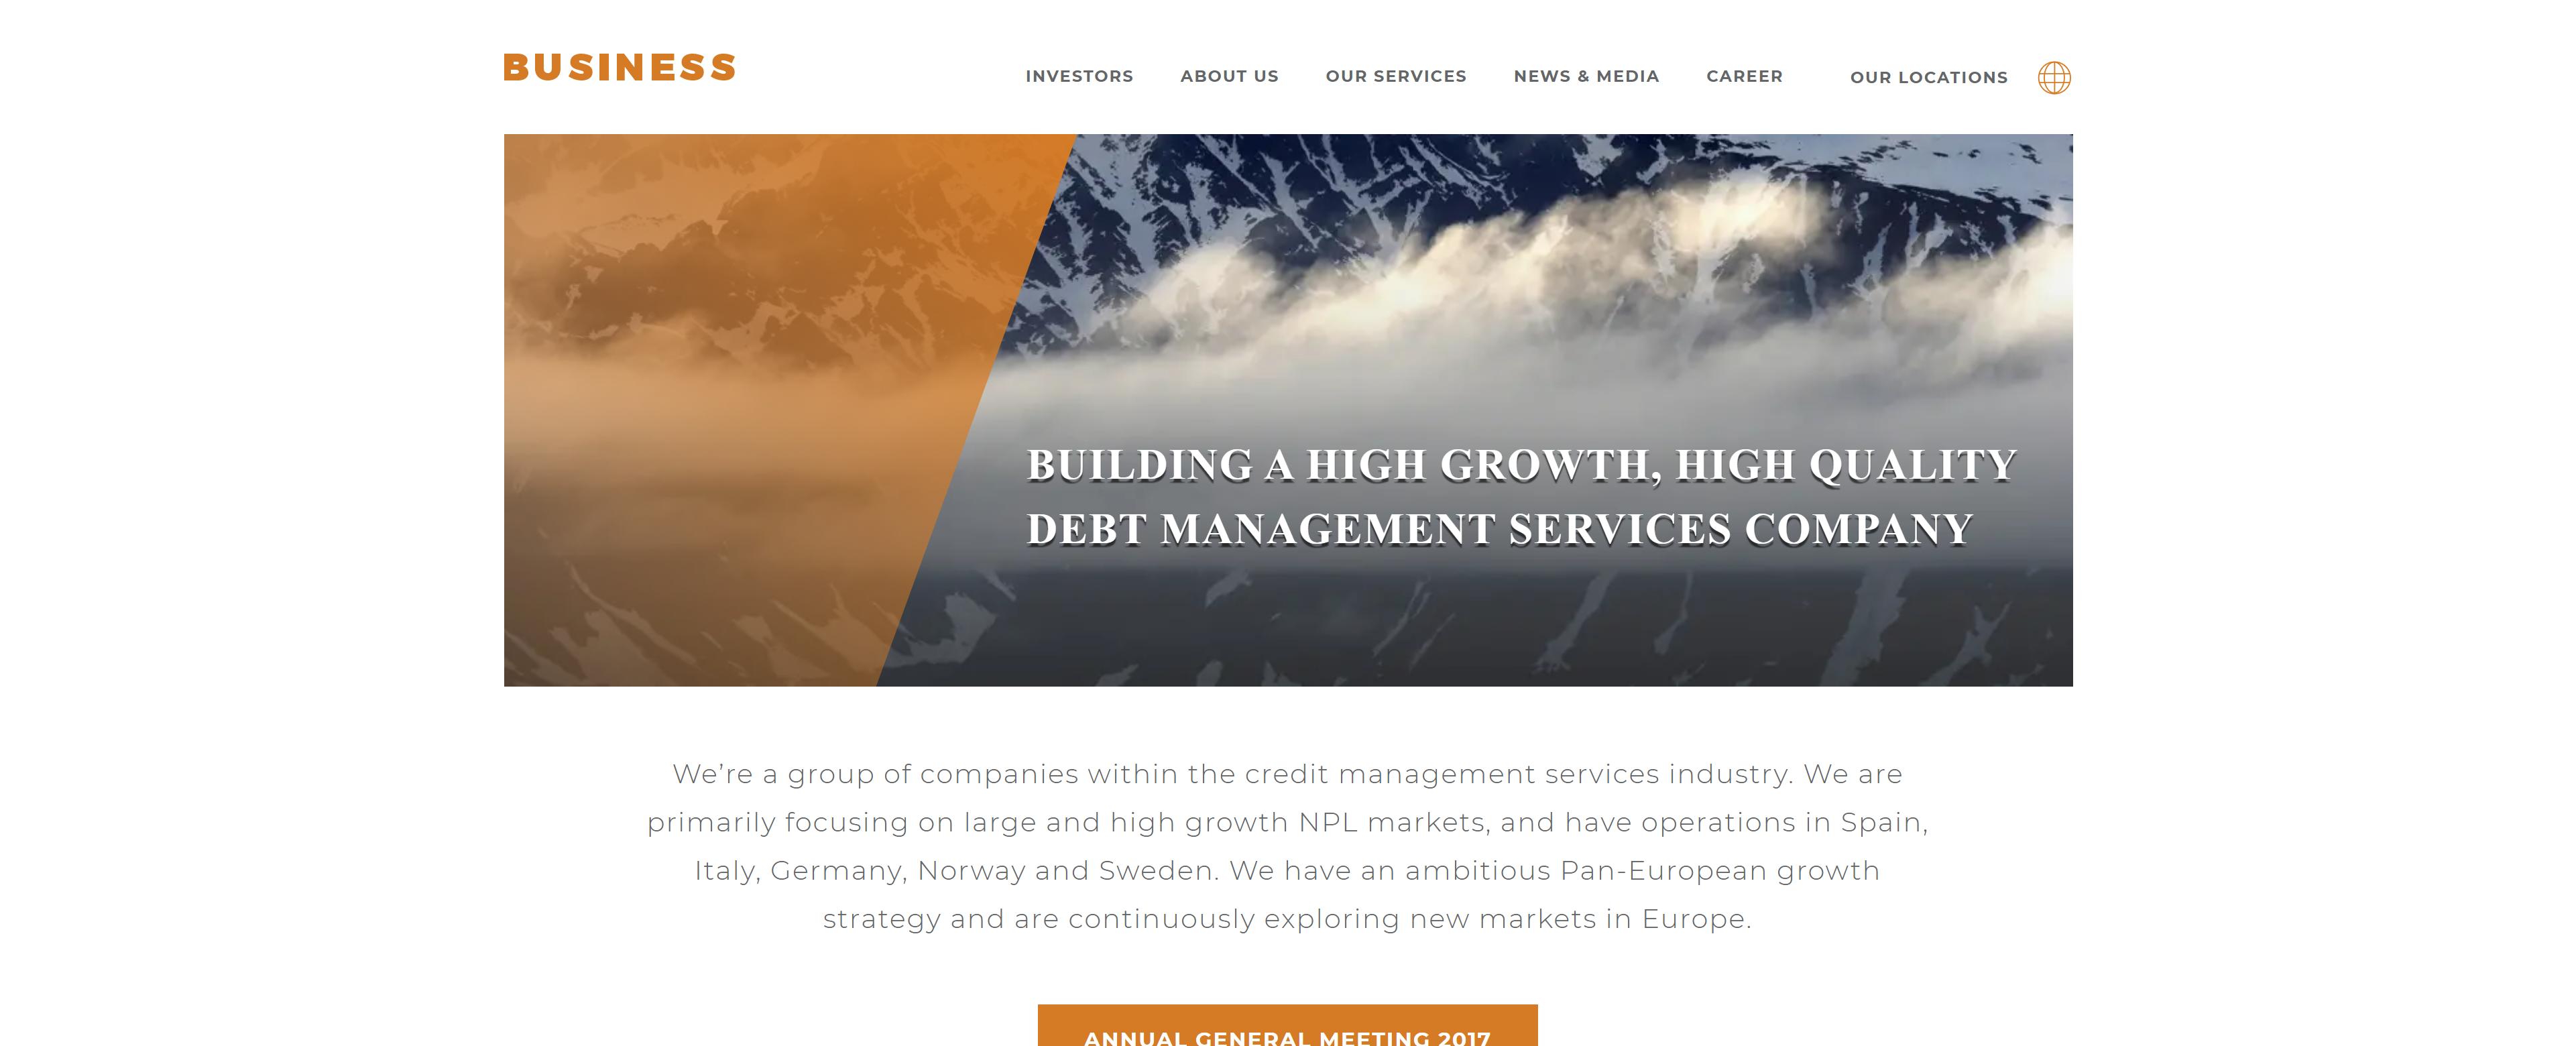 BUSINESS
INVESTORS ABOUT US OUR SERVICES NEWS & MEDIA CAREER OUR LOCATIONS
BUILDING A HIGH GROWTH, HIGH QUALITY
DEBT MANAGEMENT SERVICES COMPANY
We’re a group of companies within the credit management services industry. We are
primarily focusing on large and high growth NPL markets, and have operations in Spain,
Italy, Germany, Norway and Sweden. We have an ambitious Pan-European growth
strategy and are continuously exploring new markets in Europe.
ANNUAL GENERAL MEETING 2017